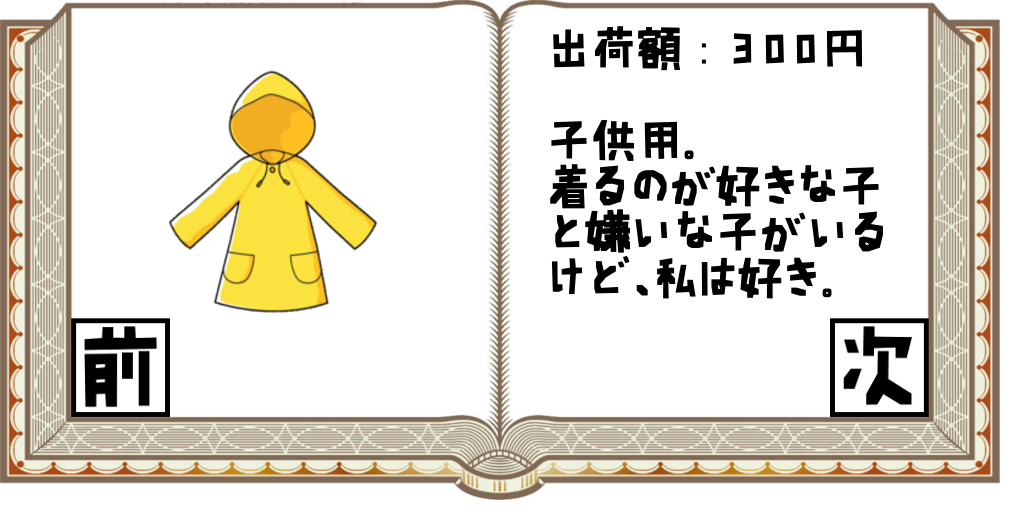 出荷額：３００円
子供用。
着るのが好きな子
と嫌いな子がいる
けど、私は好き。
前
次